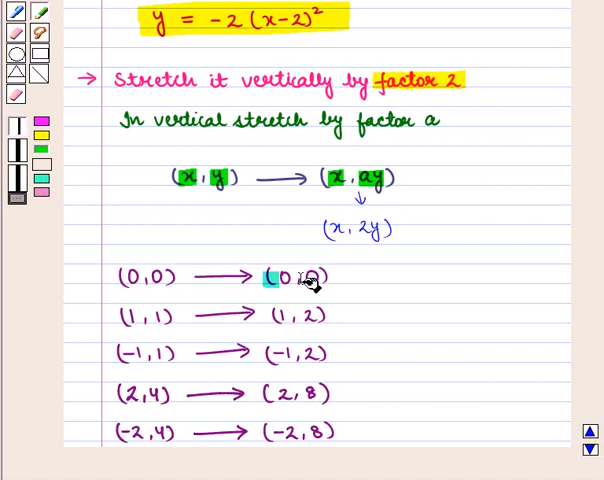 y = -2 (x-2)²
→ Stretch it vertically by factor 2
In vertical stretch by factor a
(x, y) → (x, ay)
↓
(x, 2y)
(0,0) → (0,0)
(1,1) → (1,2)
(-1,1) → (-1,2)
(2,4) → (2,8)
(-2,4) → (-2,8)